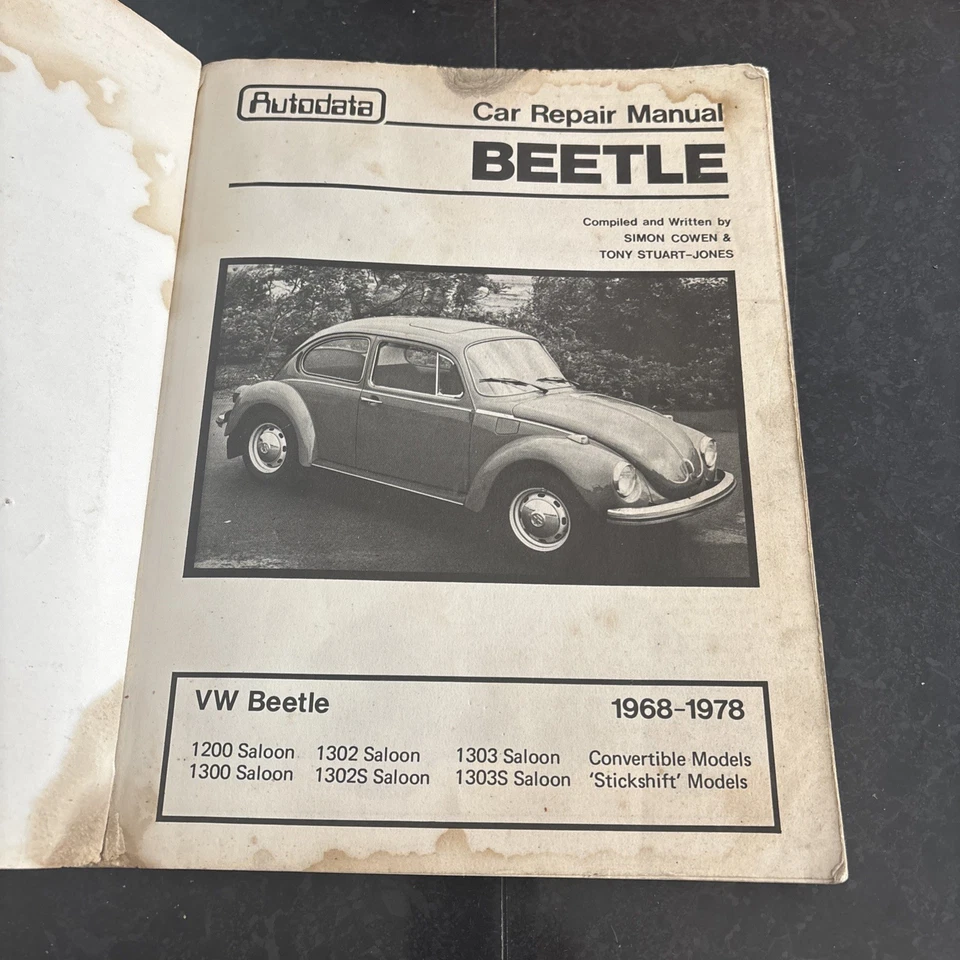 Autodata
Car Repair Manual
BEETLE
Compiled and Written by
SIMON COWEN &
TONY STUART-JONES
VW Beetle
1968-1978
1200 Saloon 1302 Saloon 1303 Saloon Convertible Models
1300 Saloon 1302S Saloon 1303S Saloon 'Stickshift' Models